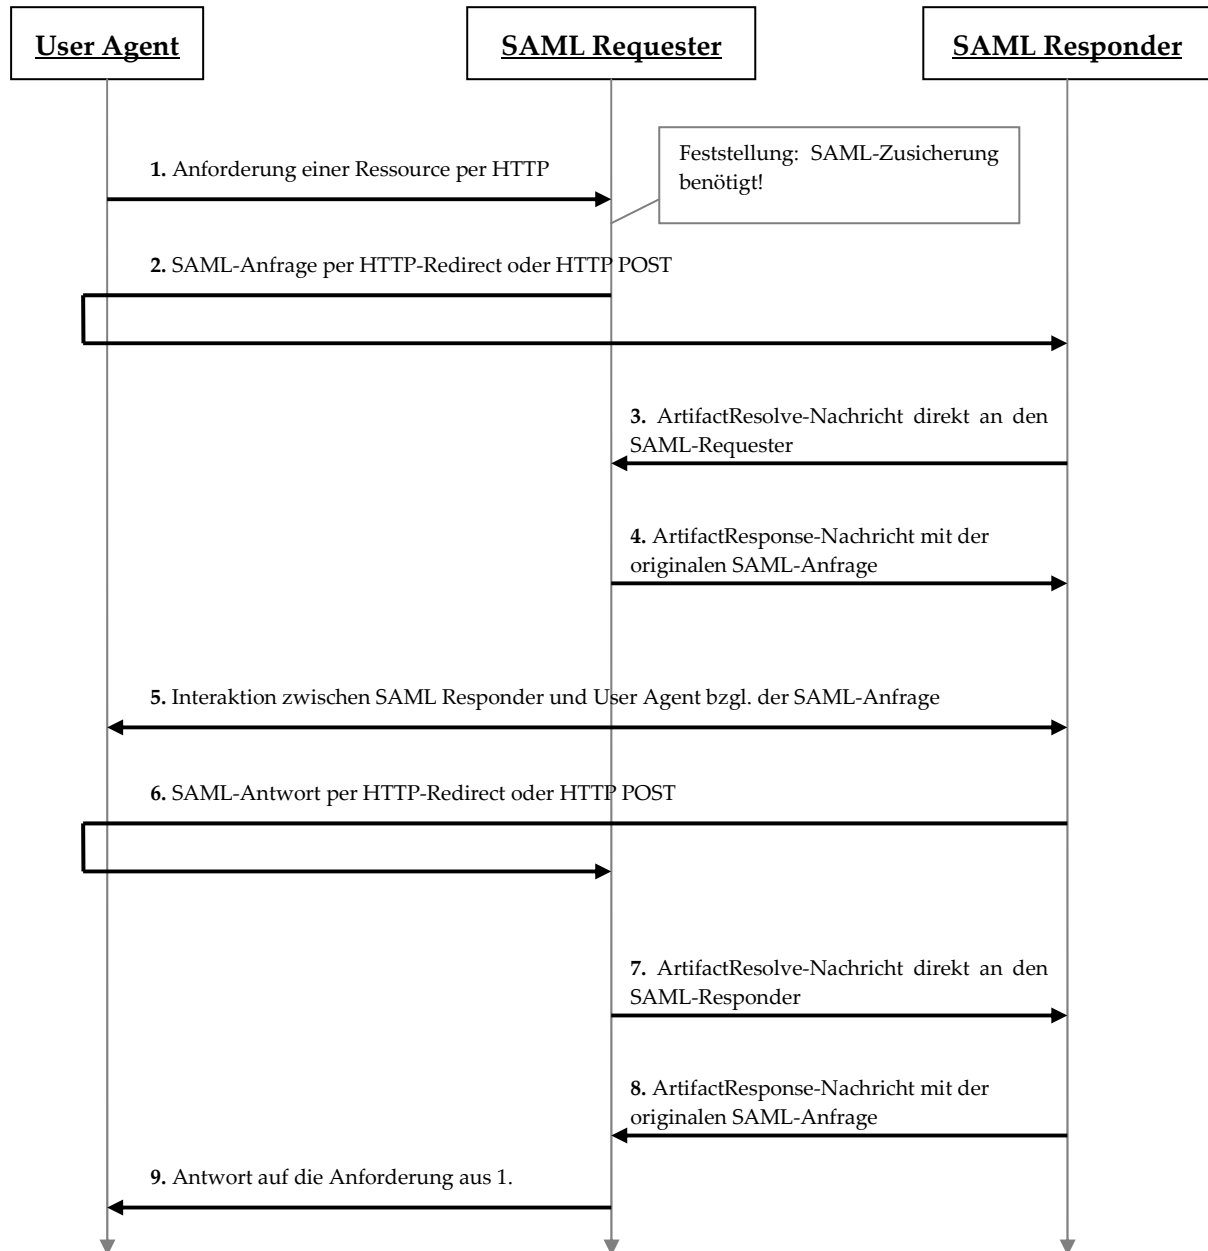 User Agent
SAML Requester
SAML Responder
Feststellung: SAML-Zusicherung
benötigt!
1. Anforderung einer Ressource per HTTP
2. SAML-Anfrage per HTTP-Redirect oder HTTP POST
3. ArtifactResolve-Nachricht direkt an den
SAML-Requester
4. ArtifactResponse-Nachricht mit der
originalen SAML-Anfrage
5. Interaktion zwischen SAML Responder und User Agent bzgl. der SAML-Anfrage
6. SAML-Antwort per HTTP-Redirect oder HTTP POST
7. ArtifactResolve-Nachricht direkt an den
SAML-Responder
8. ArtifactResponse-Nachricht mit der
originalen SAML-Anfrage
9. Antwort auf die Anforderung aus 1.